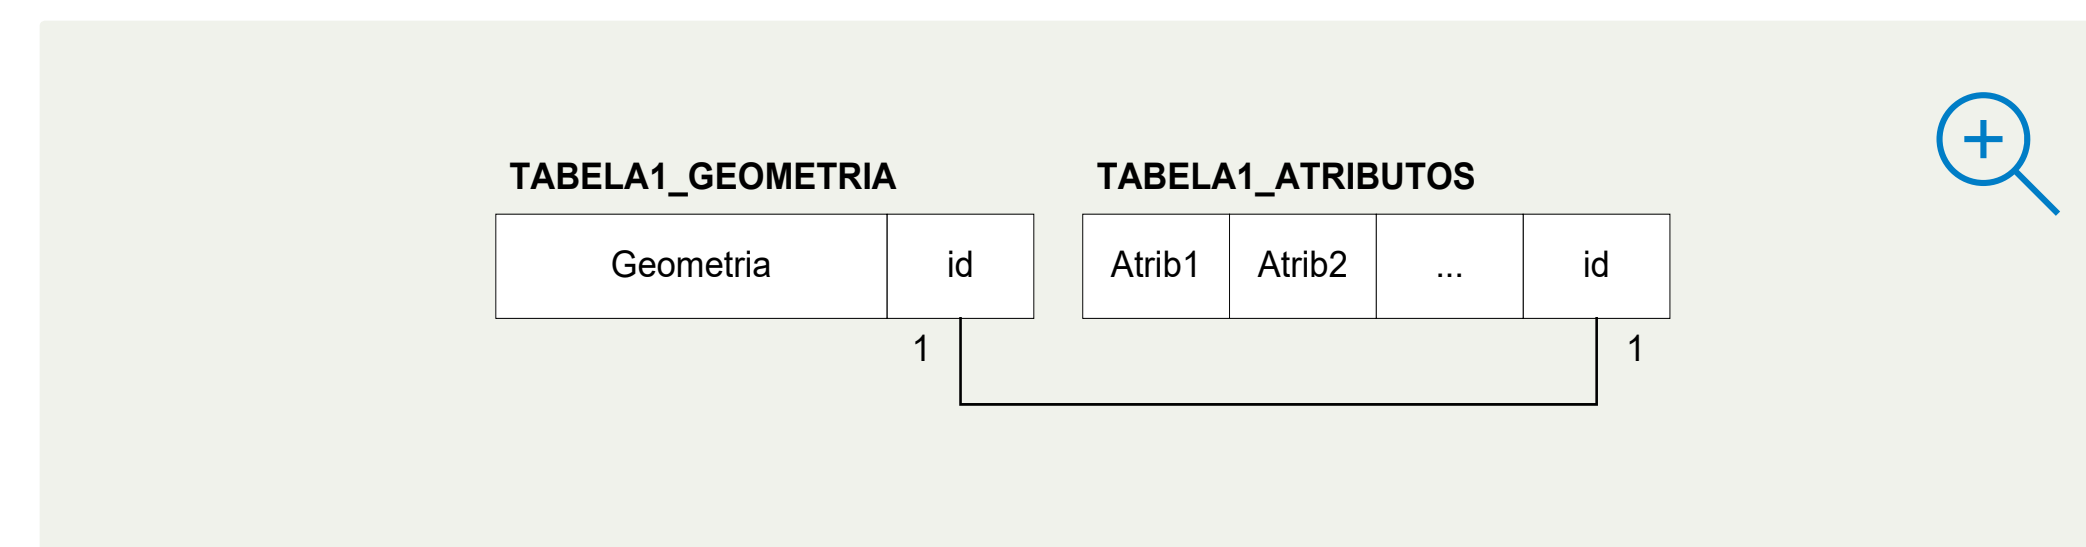 TABELA1_GEOMETRIA TABELA1_ATRIBUTOS
Geometria id Atrib1 Atrib2 ... id
1 1